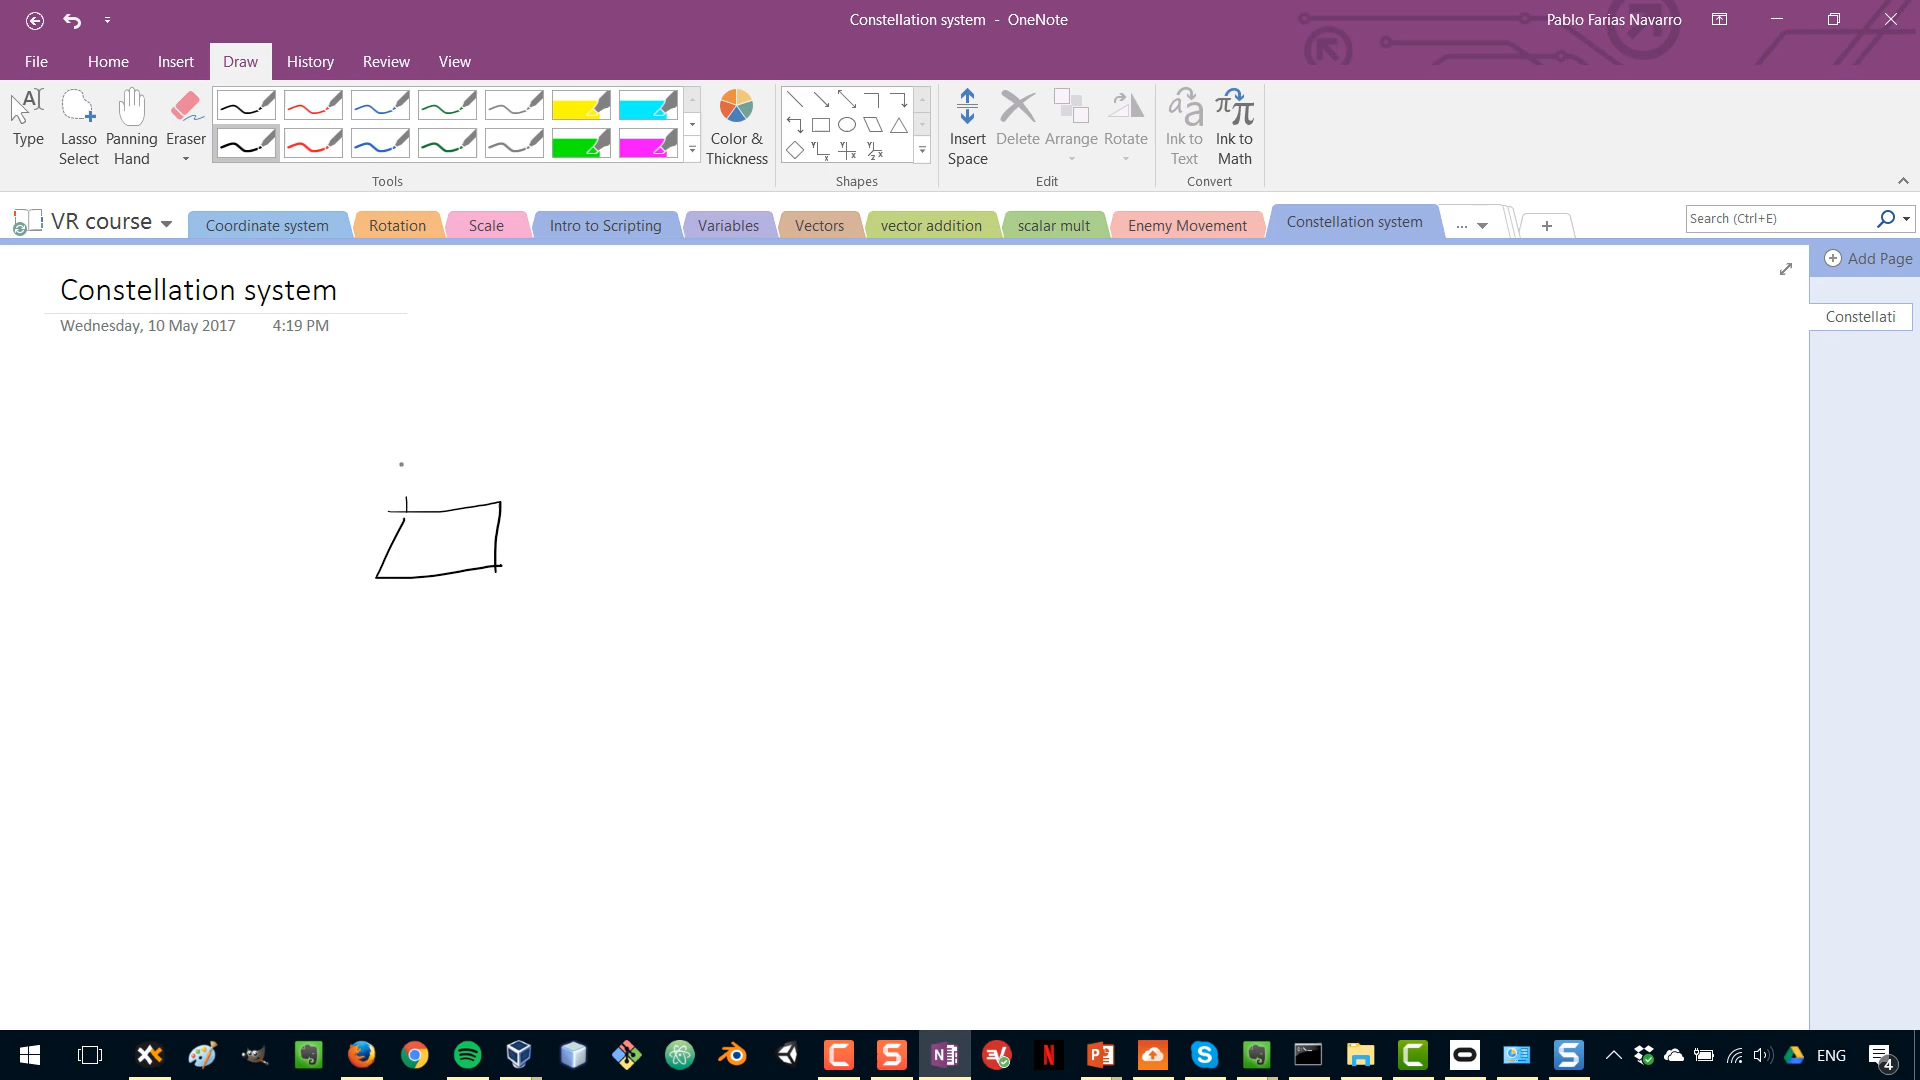 Constellation system - OneNote
Pablo Farias Navarro
File
Home
Insert
Draw
History
Review
View
Type
Lasso Select
Panning Hand
Eraser
Color & Thickness
Insert Space
Delete
Arrange
Rotate
Ink to Text
Ink to Math
Tools
Shapes
Edit
Convert
VR course
Coordinate system
Rotation
Scale
Intro to Scripting
Variables
Vectors
vector addition
scalar mult
Enemy Movement
Constellation system
...
Search (Ctrl+E)
Add Page
Constellati
Constellation system
Wednesday, 10 May 2017
4:19 PM
ENG
4